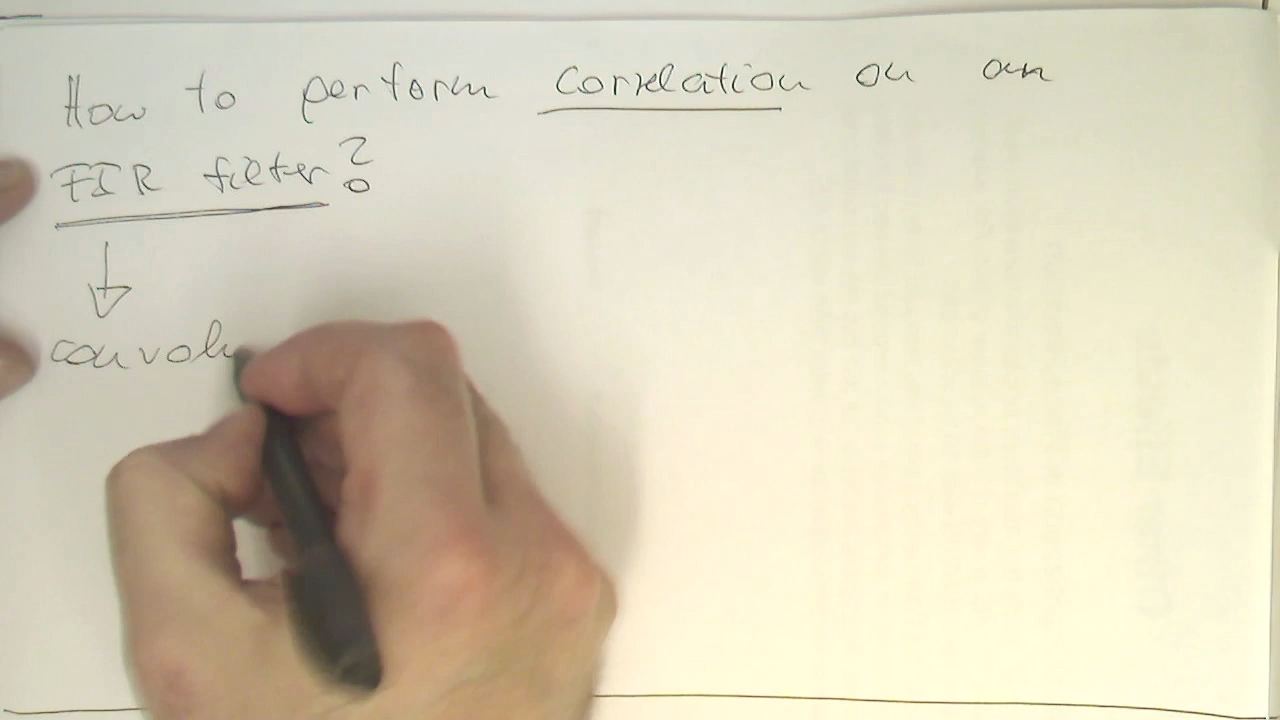 How to perform correlation on an
FIR filter?
↓
convolu